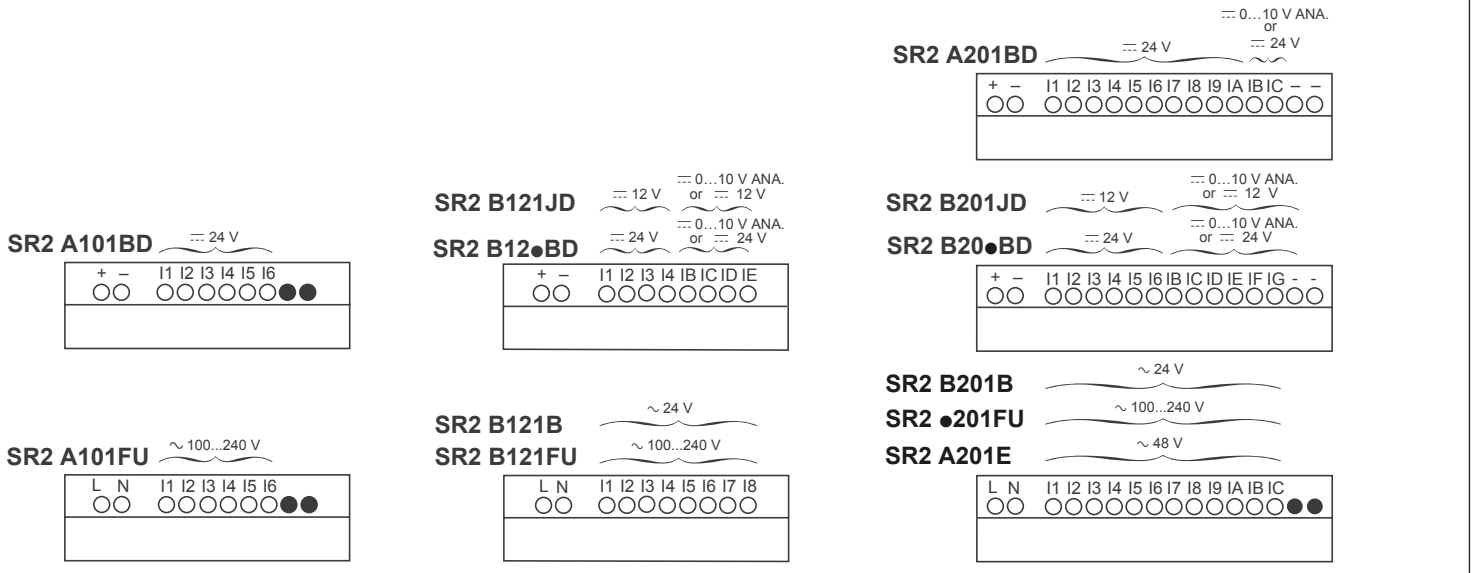 ⎓ 0...10 V ANA.
or
SR2 A201BD ⎓ 24 V ⎓ 24 V
+ – I1 I2 I3 I4 I5 I6 I7 I8 I9 IA IB IC – –
SR2 B121JD ⎓ 12 V ⎓ 0...10 V ANA. or ⎓ 12 V
SR2 B201JD ⎓ 12 V ⎓ 0...10 V ANA. or ⎓ 12 V
SR2 A101BD ⎓ 24 V
SR2 B12●BD ⎓ 24 V ⎓ 0...10 V ANA. or ⎓ 24 V
SR2 B20●BD ⎓ 24 V ⎓ 0...10 V ANA. or ⎓ 24 V
+ – I1 I2 I3 I4 I5 I6
+ – I1 I2 I3 I4 IB IC ID IE
+ – I1 I2 I3 I4 I5 I6 IB IC ID IE IF IG - -
SR2 B201B ~ 24 V
SR2 B121B ~ 24 V
SR2 ●201FU ~ 100...240 V
SR2 A101FU ~ 100...240 V
SR2 B121FU ~ 100...240 V
SR2 A201E ~ 48 V
L N I1 I2 I3 I4 I5 I6
L N I1 I2 I3 I4 I5 I6 I7 I8
L N I1 I2 I3 I4 I5 I6 I7 I8 I9 IA IB IC